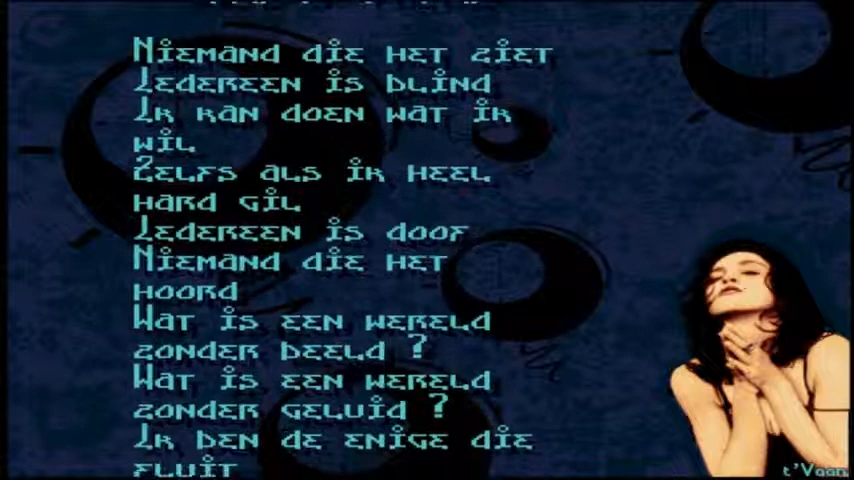 Niemand die het ziet
Iedereen is blind
Ik kan doen wat ik
wil
Zelfs als ik heel
hard gil
Iedereen is doof
Niemand die het
hoord
Wat is een wereld
zonder beeld ?
Wat is een wereld
zonder geluid ?
Ik ben de enige die
fluit
t'Vaan